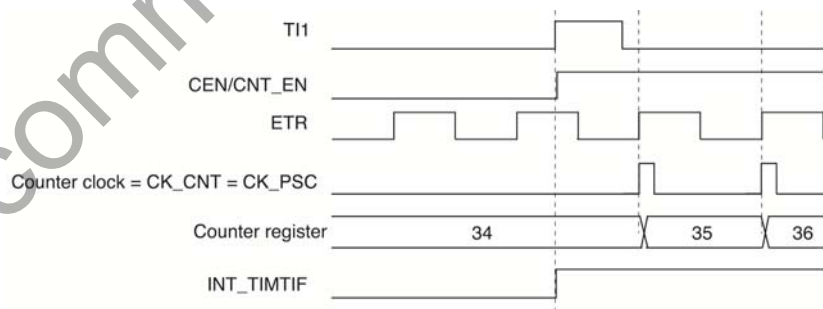 TI1
CEN/CNT_EN
ETR
Counter clock = CK_CNT = CK_PSC
Counter register 34 35 36
INT_TIMTIF